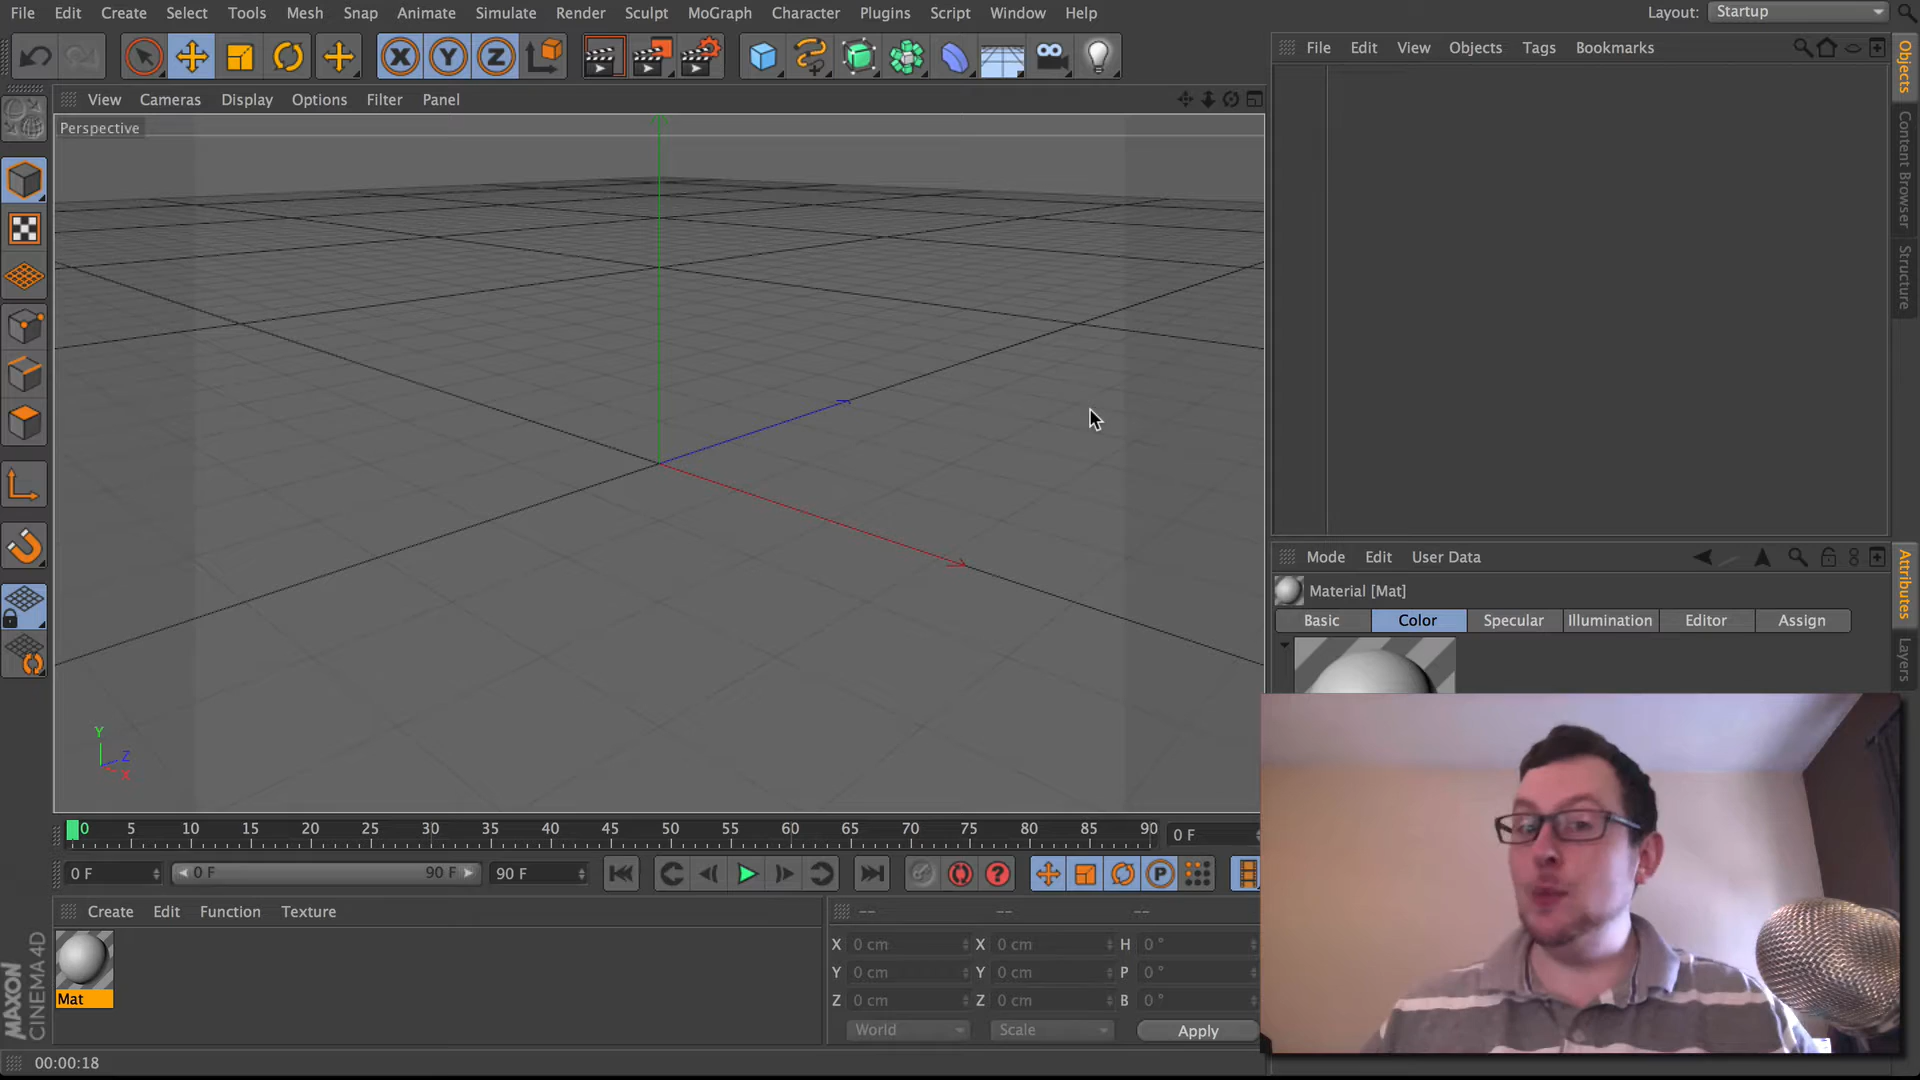 File Edit Create Select Tools Mesh Snap Animate Simulate Render Sculpt MoGraph Character Plugins Script Window Help
Layout: Startup
X Y Z
File Edit View Objects Tags Bookmarks
Objects
Content Browser
Structure
View Cameras Display Options Filter Panel
Perspective
Mode Edit User Data
Attributes
Layers
Material [Mat]
Basic Color Specular Illumination Editor Assign
Y
Z
X
0 5 10 15 20 25 30 35 40 45 50 55 60 65 70 75 80 85 90 0 F
0 F 0 F 90 F 90 F
P
Create Edit Function Texture
-- -- --
Mat
X 0 cm X 0 cm H 0 °
Y 0 cm Y 0 cm P 0 °
Z 0 cm Z 0 cm B 0 °
World Scale Apply
MAXON
CINEMA 4D
00:00:18